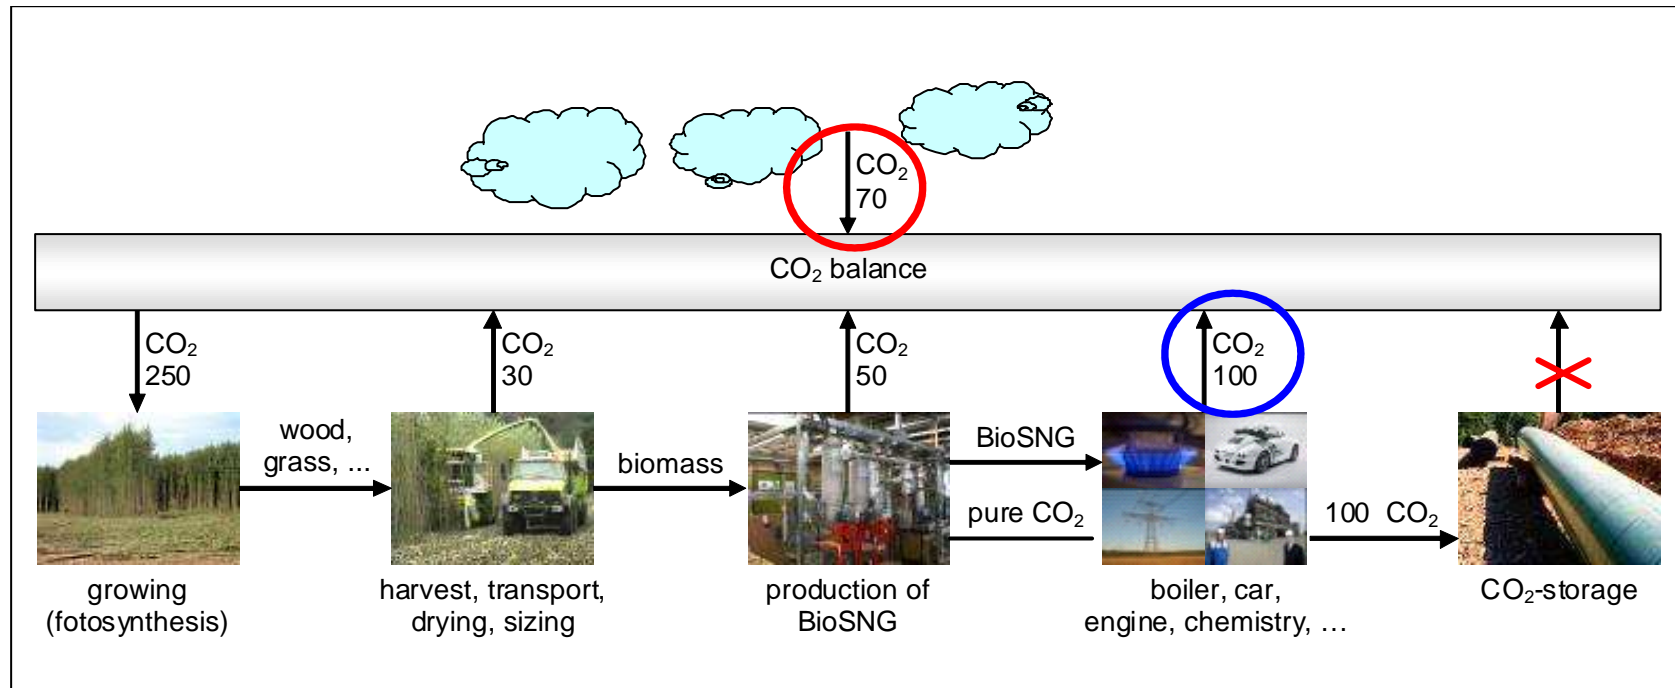 CO₂
70
CO₂ balance
CO₂
250
CO₂
30
CO₂
50
CO₂
100
wood,
grass, ...
biomass
BioSNG
pure CO₂
100 CO₂
growing
(fotosynthesis)
harvest, transport,
drying, sizing
production of
BioSNG
boiler, car,
engine, chemistry, …
CO₂-storage